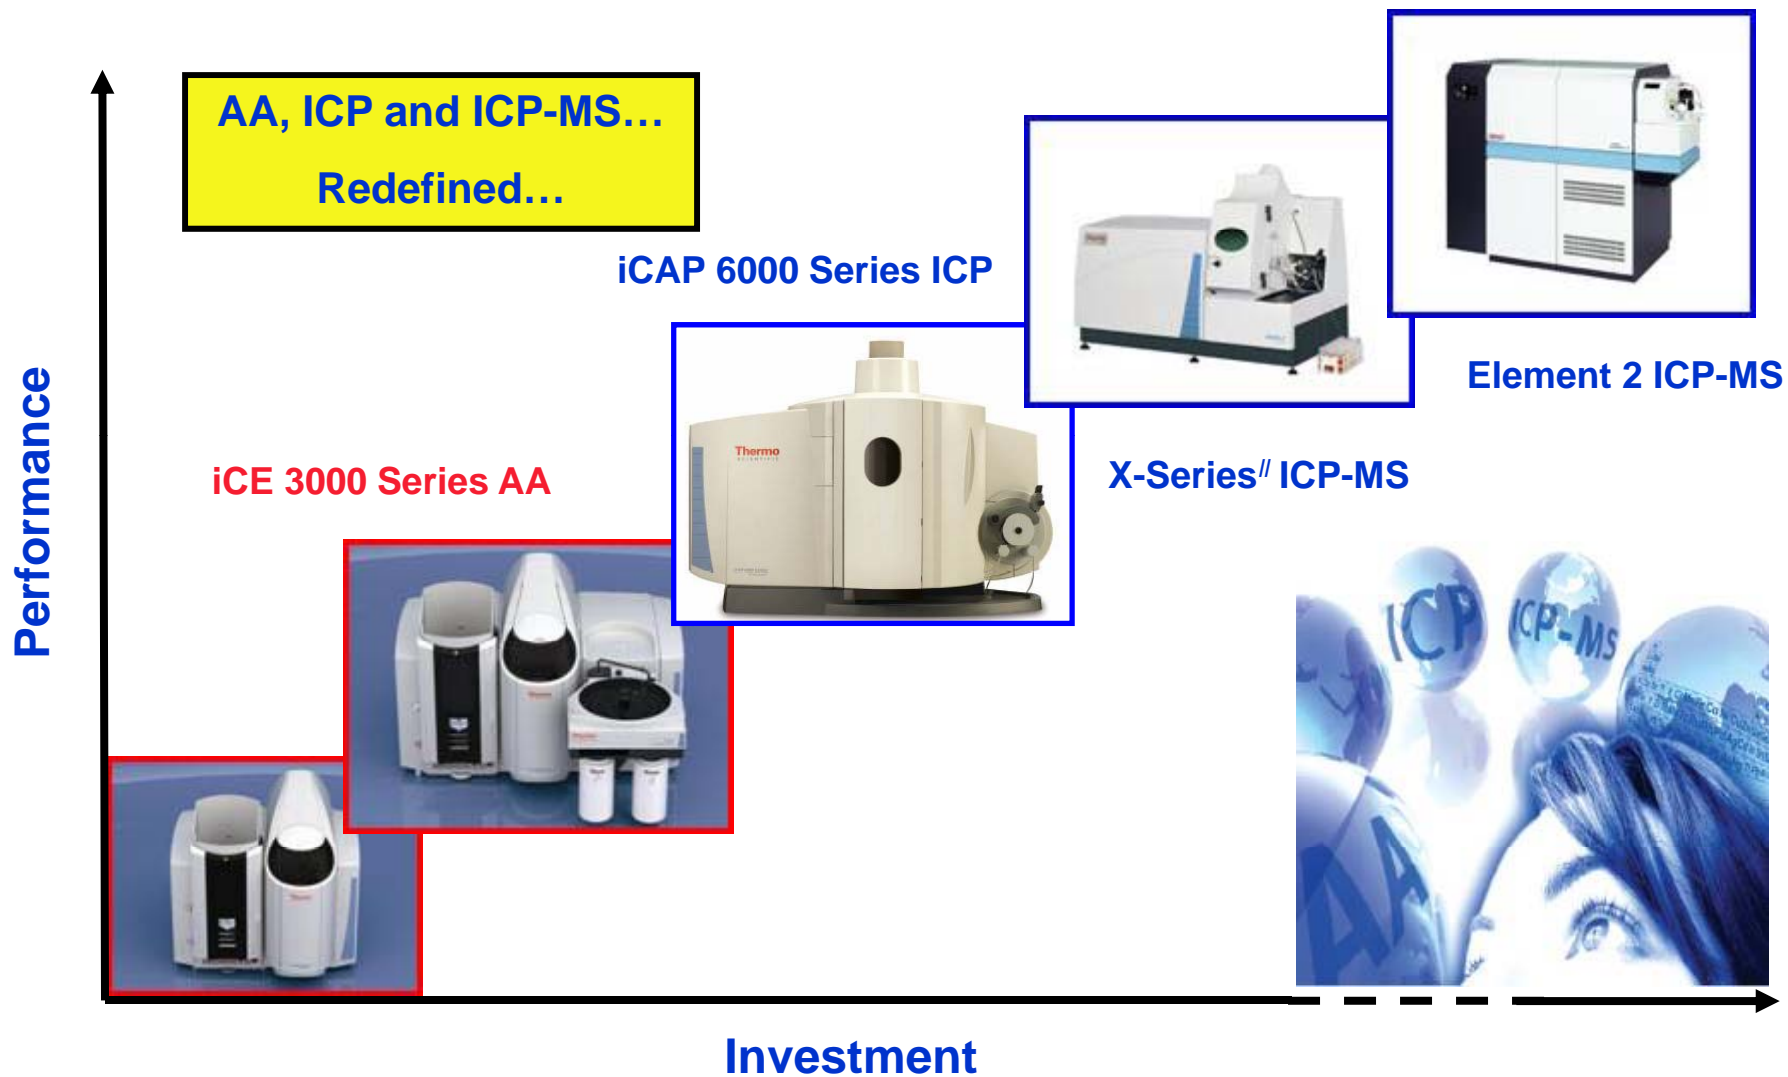 AA, ICP and ICP-MS…
Redefined…
iCAP 6000 Series ICP
Element 2 ICP-MS
Thermo
SCIENTIFIC
X-Series// ICP-MS
iCE 3000 Series AA
Performance
ICP
ICP-MS
AA
Investment